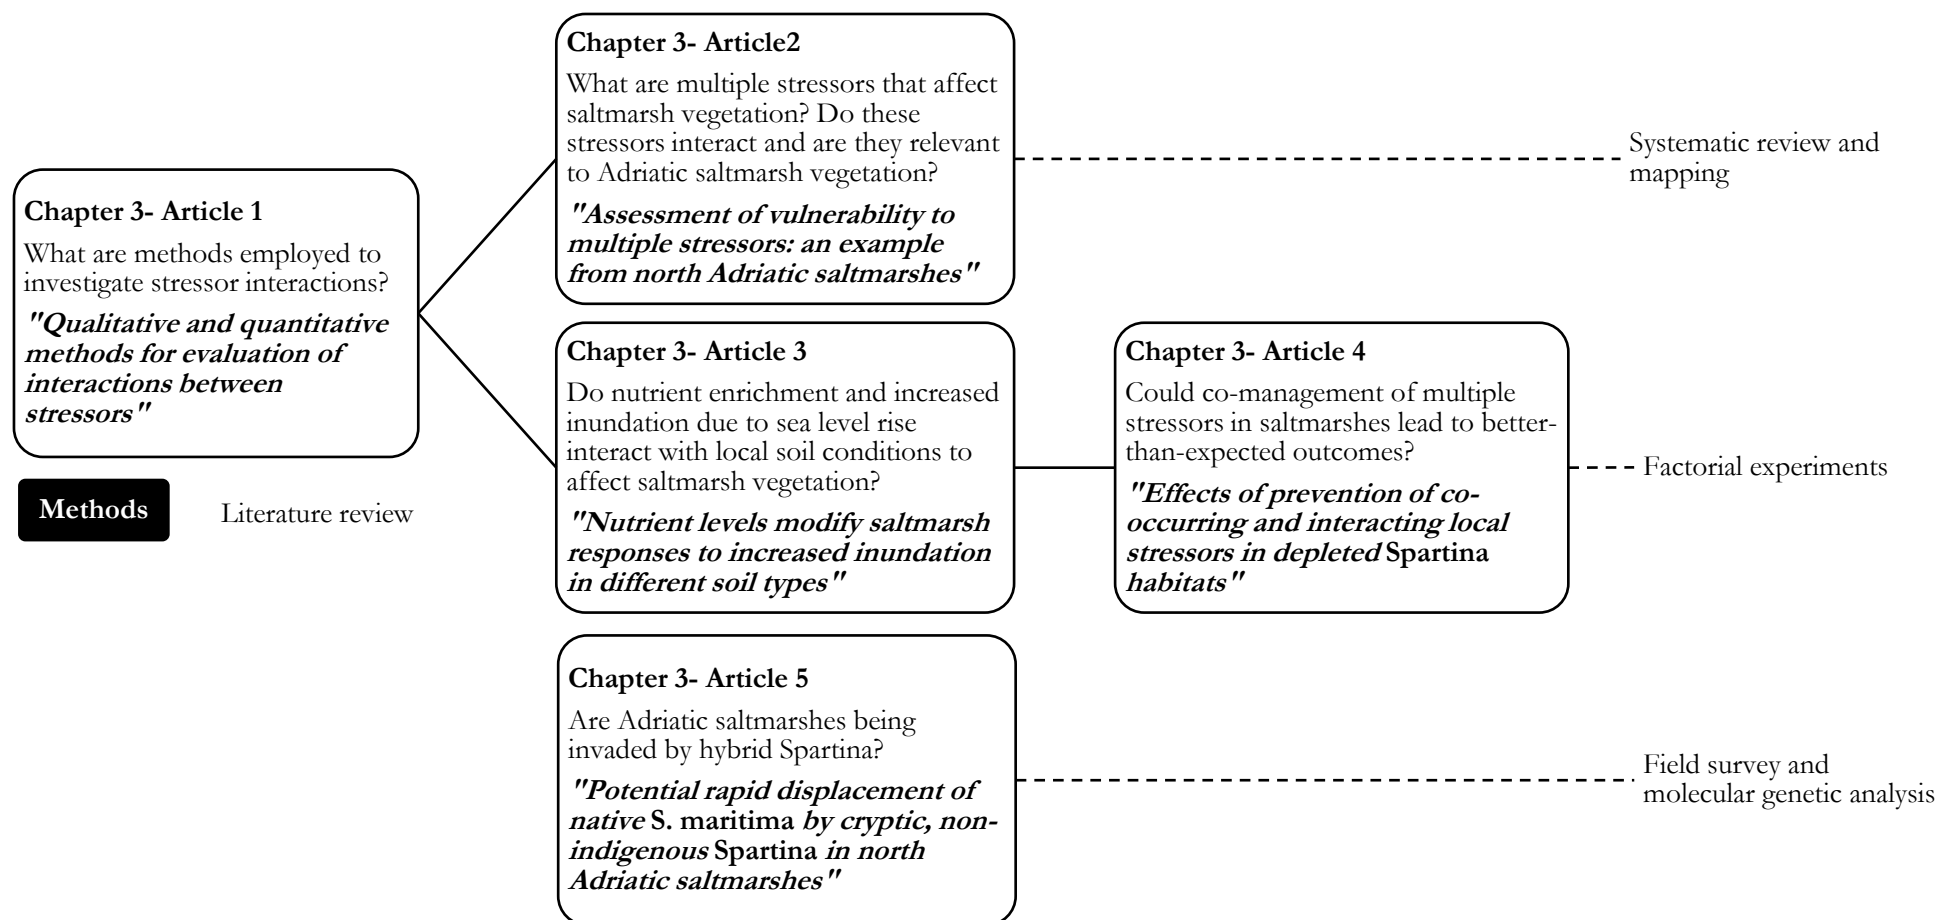 Chapter 3- Article 1
What are methods employed to
investigate stressor interactions?
"Qualitative and quantitative
methods for evaluation of
interactions between
stressors"
Methods
Literature review
Chapter 3- Article2
What are multiple stressors that affect
saltmarsh vegetation? Do these
stressors interact and are they relevant
to Adriatic saltmarsh vegetation?
"Assessment of vulnerability to
multiple stressors: an example
from north Adriatic saltmarshes"
Systematic review and
mapping
Chapter 3- Article 3
Do nutrient enrichment and increased
inundation due to sea level rise
interact with local soil conditions to
affect saltmarsh vegetation?
"Nutrient levels modify saltmarsh
responses to increased inundation
in different soil types"
Chapter 3- Article 4
Could co-management of multiple
stressors in saltmarshes lead to better-
than-expected outcomes?
"Effects of prevention of co-
occurring and interacting local
stressors in depleted Spartina
habitats"
Factorial experiments
Chapter 3- Article 5
Are Adriatic saltmarshes being
invaded by hybrid Spartina?
"Potential rapid displacement of
native S. maritima by cryptic, non-
indigenous Spartina in north
Adriatic saltmarshes"
Field survey and
molecular genetic analysis